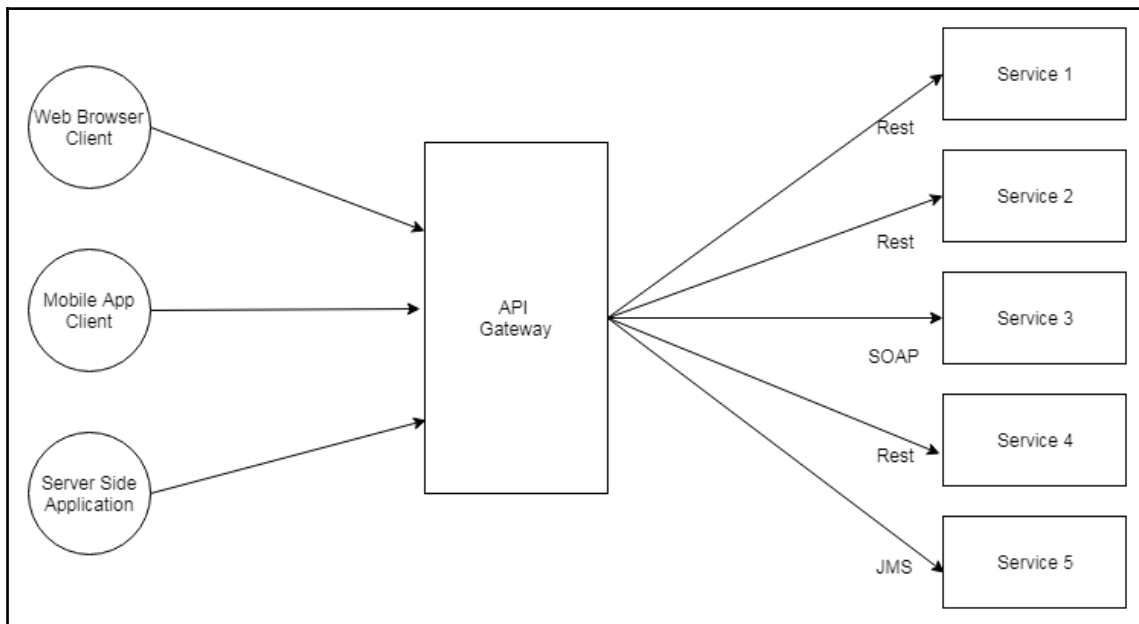 Web Browser
Client
Mobile App
Client
Server Side
Application
API
Gateway
Rest
Rest
SOAP
Rest
JMS
Service 1
Service 2
Service 3
Service 4
Service 5